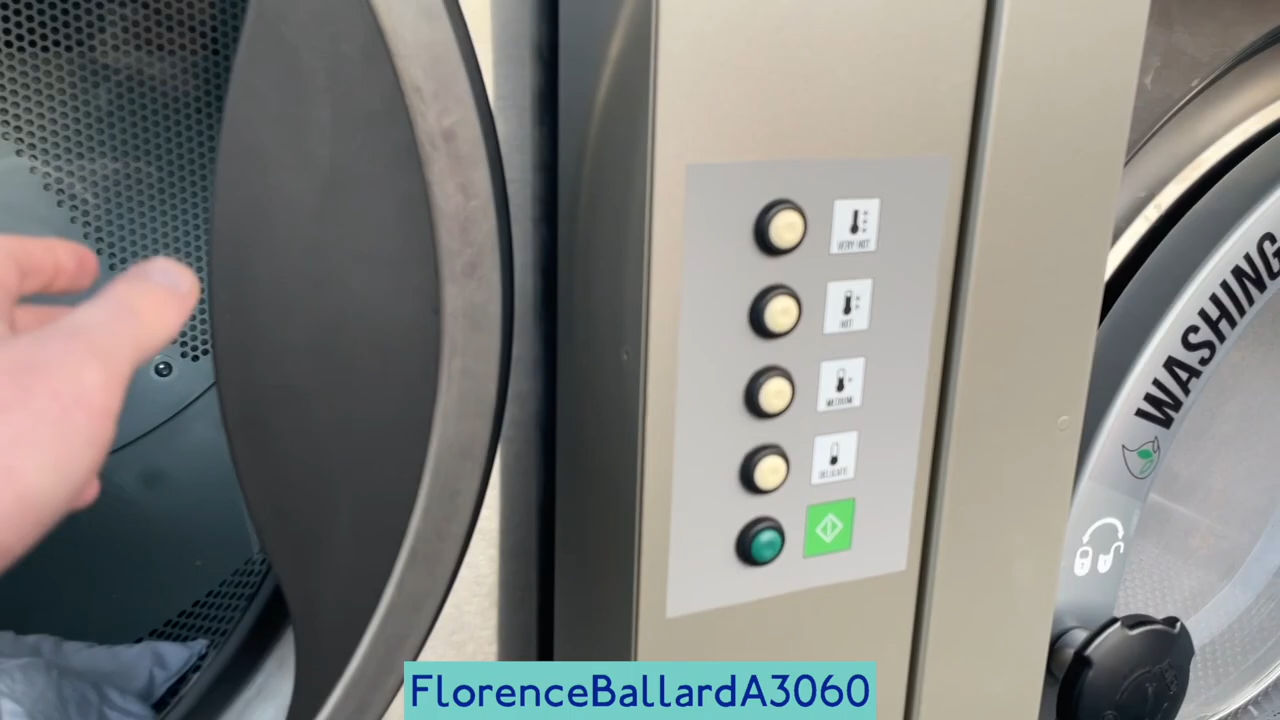 VERY HOT
HOT
MEDIUM
DELICATE
WASHING
FlorenceBallardA3060